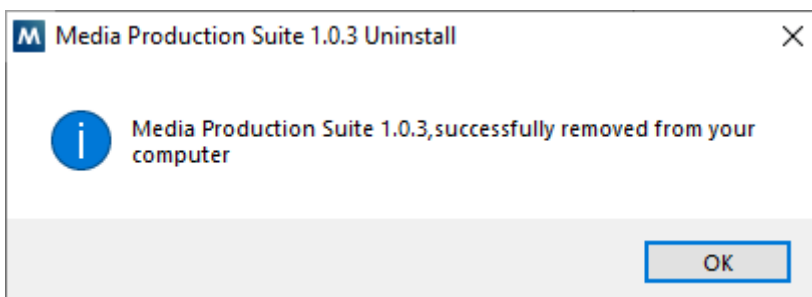 M Media Production Suite 1.0.3 Uninstall
i Media Production Suite 1.0.3,successfully removed from your
computer
OK